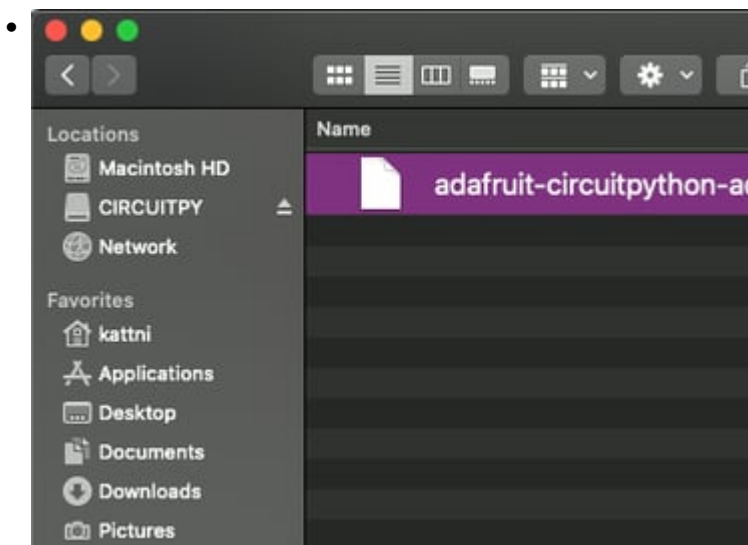 Locations
Macintosh HD
CIRCUITPY
Network
Favorites
kattni
Applications
Desktop
Documents
Downloads
Pictures
Name
adafruit-circuitpython-a